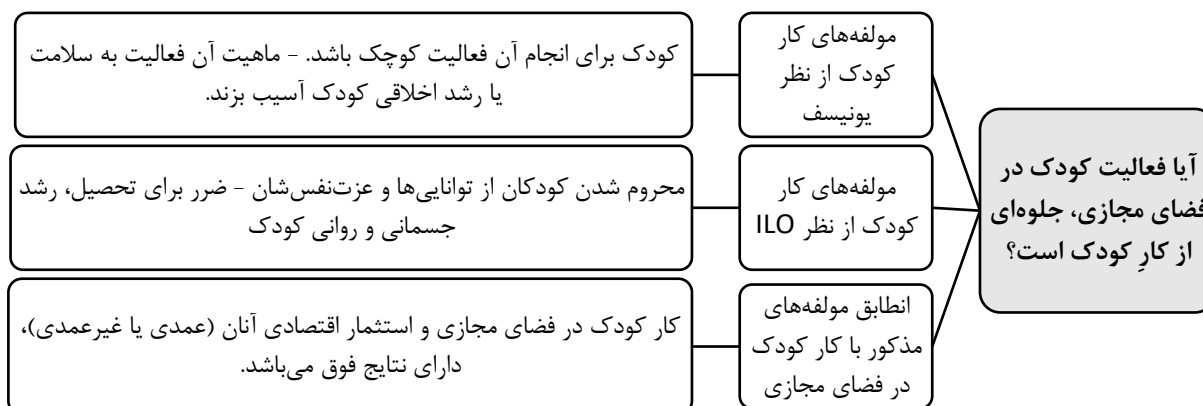 آیا فعالیت کودک در
فضای مجازی، جلوه‌ای
از کارِ کودک است؟
مولفه‌های کار
کودک از نظر
یونیسف
کودک برای انجام آن فعالیت کوچک باشد. - ماهیت آن فعالیت به سلامت
یا رشد اخلاقی کودک آسیب بزند.
مولفه‌های کار
کودک از نظر ILO
محروم شدن کودکان از توانایی‌ها و عزت‌نفس‌شان - ضرر برای تحصیل، رشد
جسمانی و روانی کودک
انطابق مولفه‌های
مذکور با کار کودک
در فضای مجازی
کار کودک در فضای مجازی و استثمار اقتصادی آنان (عمدی یا غیرعمدی)،
دارای نتایج فوق می‌باشد.